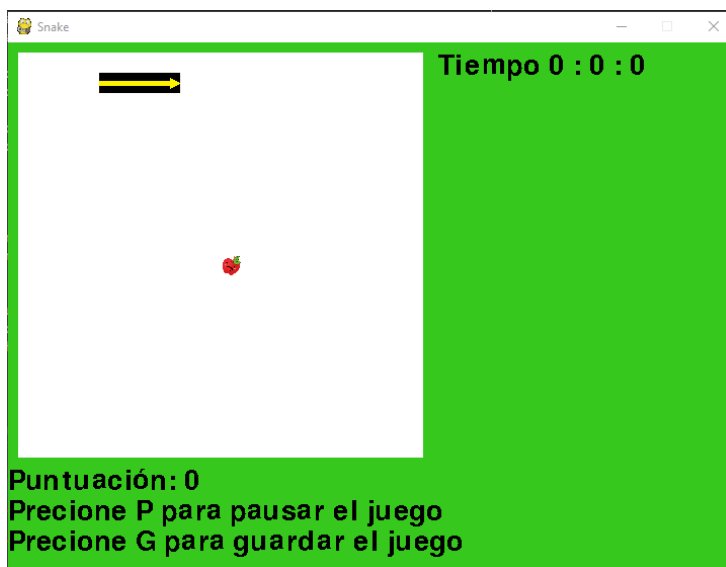 Snake
Tiempo 0 : 0 : 0
Puntuación: 0
Precione P para pausar el juego
Precione G para guardar el juego